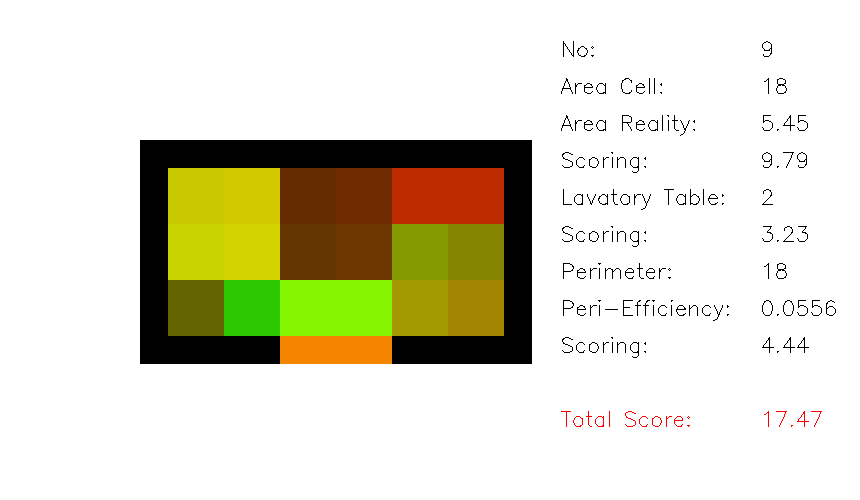 No: 9
Area Cell: 18
Area Reality: 5.45
Scoring: 9.79
Lavatory Table: 2
Scoring: 3.23
Perimeter: 18
Peri-Efficiency: 0.0556
Scoring: 4.44
Total Score: 17.47